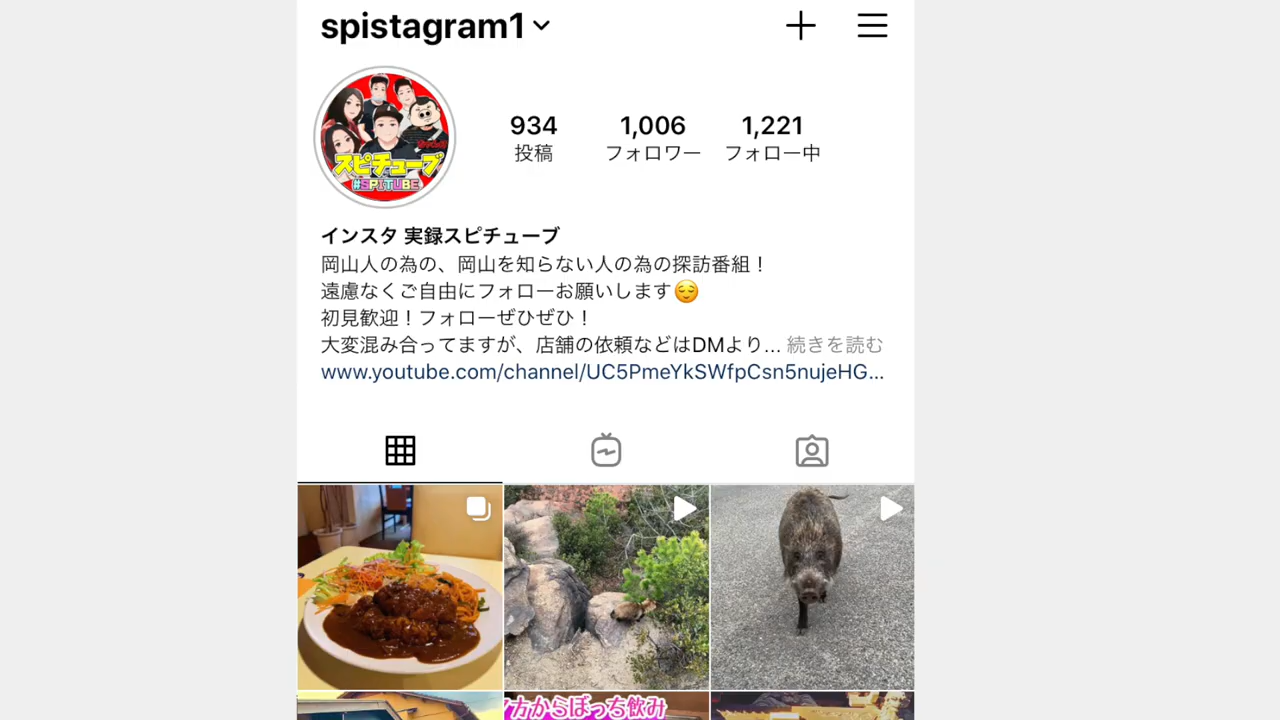 spistagram1
スピチューブ
#SPITUBE
934
投稿
1,006
フォロワー
1,221
フォロー中
インスタ 実録スピチューブ
岡山人の為の、岡山を知らない人の為の探訪番組！
遠慮なくご自由にフォローお願いします😌
初見歓迎！フォローぜひぜひ！
大変混み合ってますが、店舗の依頼などはDMより... 続きを読む
www.youtube.com/channel/UC5PmeYkSWfpCsn5nujeHG...
方からぼっち飲み